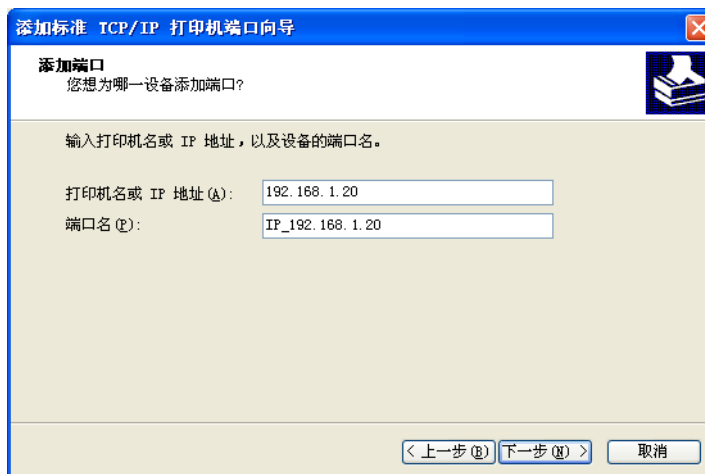 添加标准 TCP/IP 打印机端口向导
添加端口
您想为哪一设备添加端口?
输入打印机名或 IP 地址,以及设备的端口名。
打印机名或 IP 地址(A): 192.168.1.20
端口名(P): IP_192.168.1.20
< 上一步(B) 下一步(N) > 取消